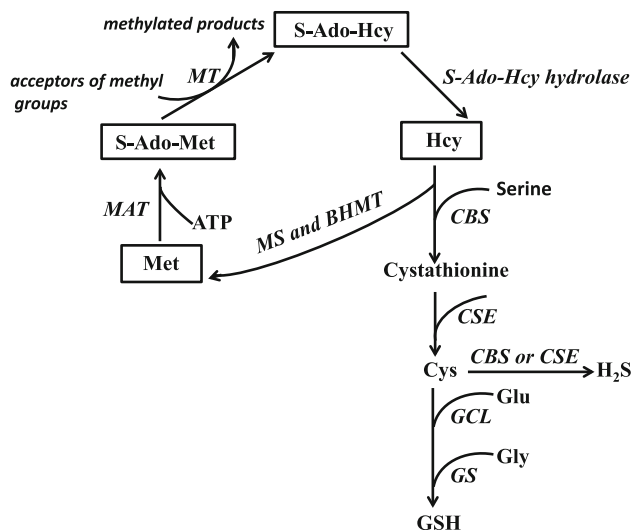 methylated products
S-Ado-Hcy
acceptors of methyl
groups
MT
S-Ado-Hcy hydrolase
S-Ado-Met
Hcy
MAT
ATP
MS and BHMT
Serine
CBS
Met
Cystathionine
CSE
Cys
CBS or CSE
H₂S
Glu
GCL
Gly
GS
GSH